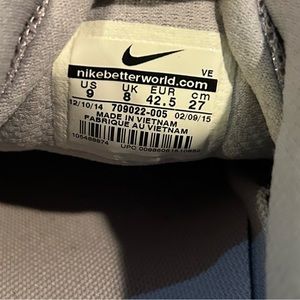 VE
nikebetterworld.com
US UK EUR cm
9 8 42.5 27
12/10/14 709022-005 02/09/15
MADE IN VIETNAM
FABRIQUE AU VIETNAM
UPC